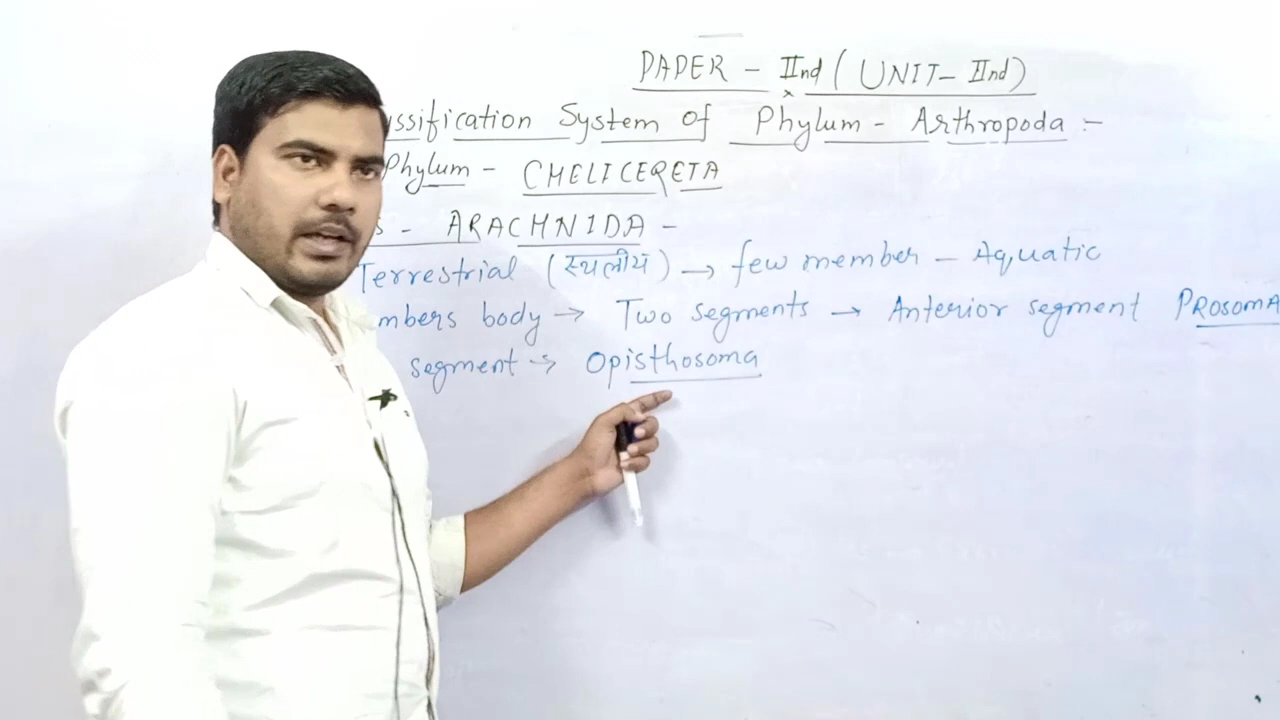 PAPER - IInd (UNIT- IInd)
ssification System of Phylum - Arthropoda :-
Phylum - CHELICERETA
s - ARACHNIDA -
Terrestrial (स्थलीय) → few member - Aquatic
mbers body → Two segments → Anterior segment PROSOMA
segment → Opisthosoma